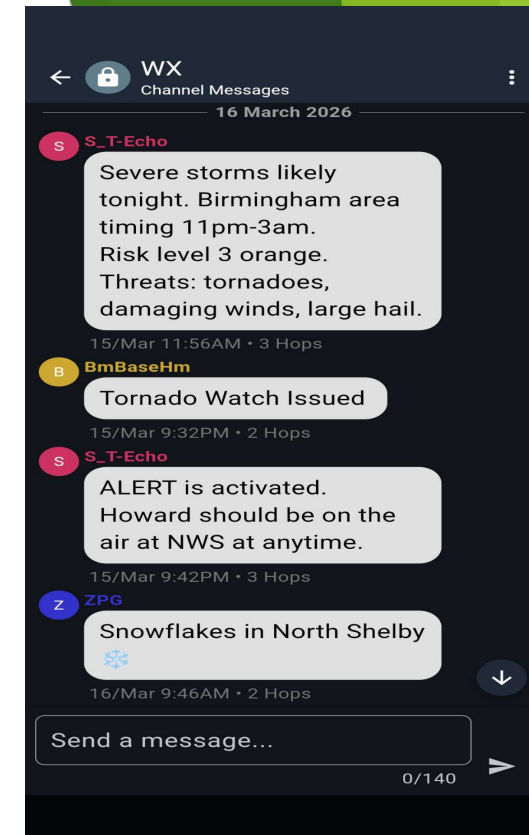 WX
Channel Messages
16 March 2026
S
S_T-Echo
Severe storms likely
tonight. Birmingham area
timing 11pm-3am.
Risk level 3 orange.
Threats: tornadoes,
damaging winds, large hail.
15/Mar 11:56AM • 3 Hops
B
BmBaseHm
Tornado Watch Issued
15/Mar 9:32PM • 2 Hops
S
S_T-Echo
ALERT is activated.
Howard should be on the
air at NWS at anytime.
15/Mar 9:42PM • 3 Hops
Z
ZPG
Snowflakes in North Shelby
❄️
16/Mar 9:46AM • 2 Hops
Send a message...
0/140